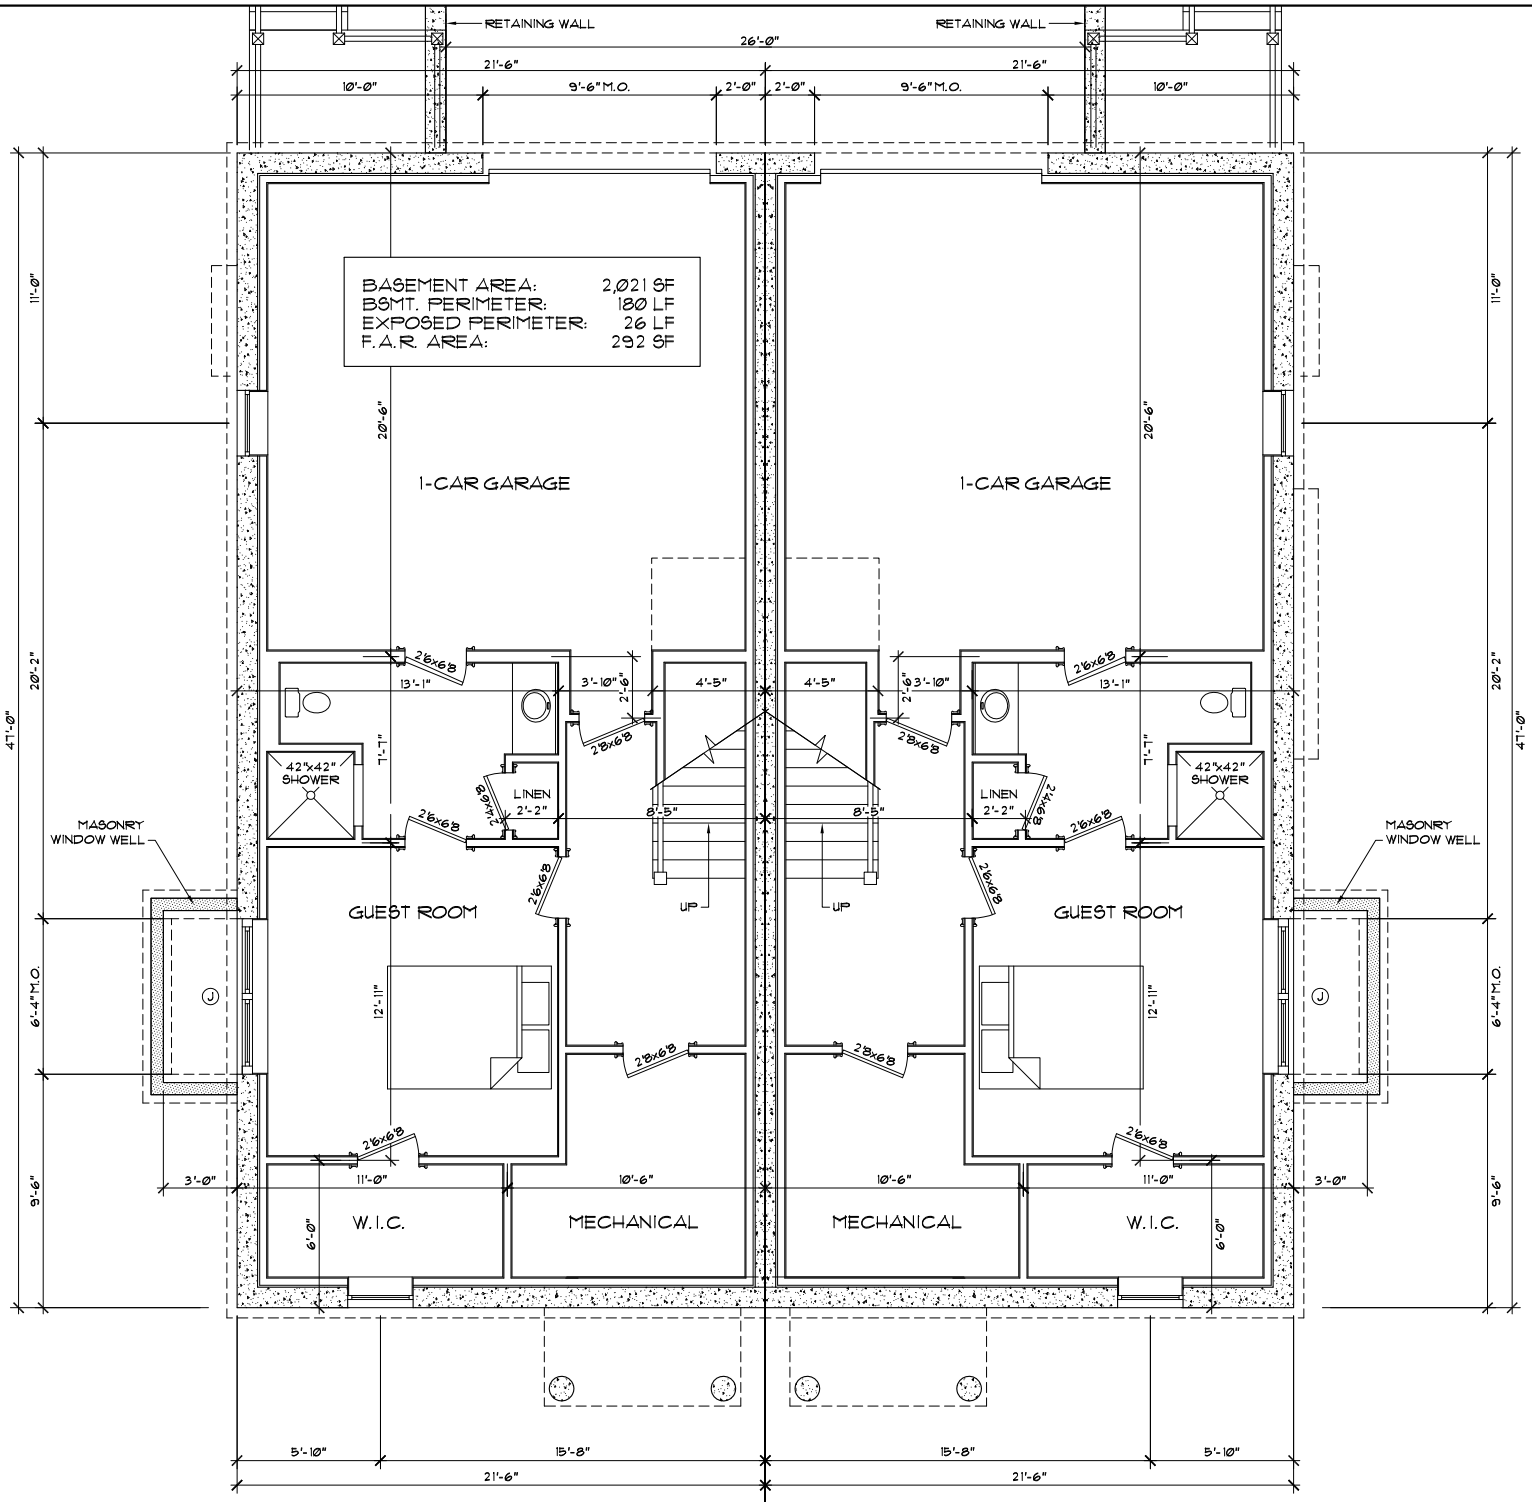 RETAINING WALL
RETAINING WALL
26'-0"
21'-6"
21'-6"
10'-0"
9'-6" M.O.
2'-0"
2'-0"
9'-6" M.O.
10'-0"
11'-0"
11'-0"
BASEMENT AREA: 2,021 SF
BSMT. PERIMETER: 180 LF
EXPOSED PERIMETER: 26 LF
F.A.R. AREA: 292 SF
20'-6"
20'-6"
1-CAR GARAGE
1-CAR GARAGE
47'-0"
20'-2"
20'-2"
47'-0"
2'6x6'8
2'6x6'8
13'-1"
3'-10"
2'-6"
4'-5"
4'-5"
2'-6"
3'-10"
13'-1"
2'8x6'8
2'8x6'8
7'-7"
7'-7"
42"x42"
SHOWER
42"x42"
SHOWER
2'4x6'8
LINEN
2'-2"
8'-5"
8'-5"
LINEN
2'-2"
2'4x6'8
2'6x6'8
2'6x6'8
MASONRY
WINDOW WELL
MASONRY
WINDOW WELL
2'6x6'8
2'6x6'8
GUEST ROOM
UP
UP
GUEST ROOM
6'-4" M.O.
J
12'-11"
12'-11"
J
6'-4" M.O.
2'8x6'8
2'8x6'8
2'6x6'8
2'6x6'8
9'-6"
3'-0"
11'-0"
10'-6"
10'-6"
11'-0"
3'-0"
9'-6"
6'-0"
W.I.C.
MECHANICAL
MECHANICAL
W.I.C.
6'-0"
5'-10"
15'-8"
15'-8"
5'-10"
21'-6"
21'-6"